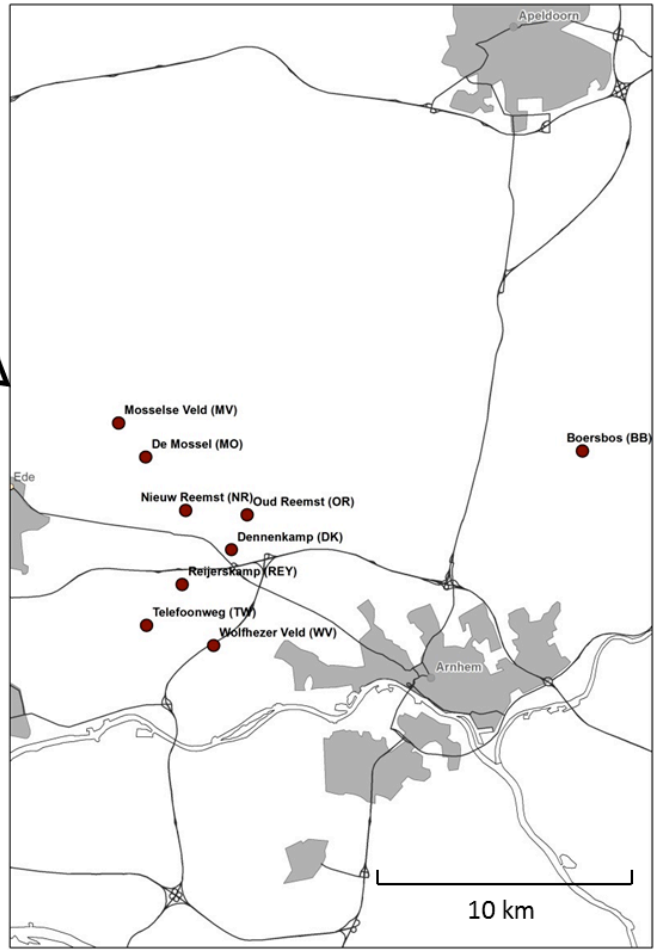 Apeldoorn
Mosselse Veld (MV)
Boersbos (BB)
De Mossel (MO)
Ede
Nieuw Reemst (NR)
Oud Reemst (OR)
Dennenkamp (DK)
Reijerskamp (REY)
Telefoonweg (TW)
Wolfhezer Veld (WV)
Arnhem
10 km